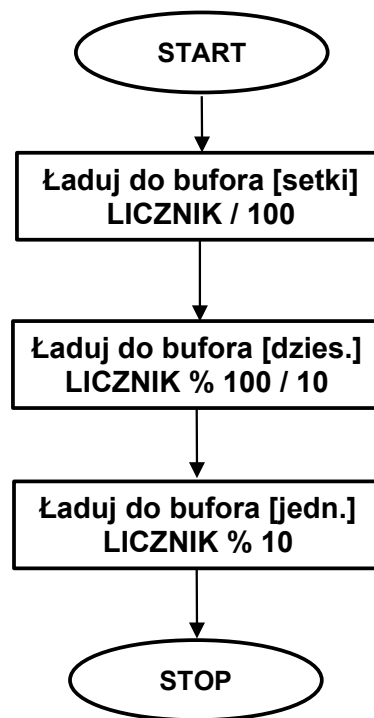 START
Ładuj do bufora [setki]
LICZNIK / 100
Ładuj do bufora [dzies.]
LICZNIK % 100 / 10
Ładuj do bufora [jedn.]
LICZNIK % 10
STOP